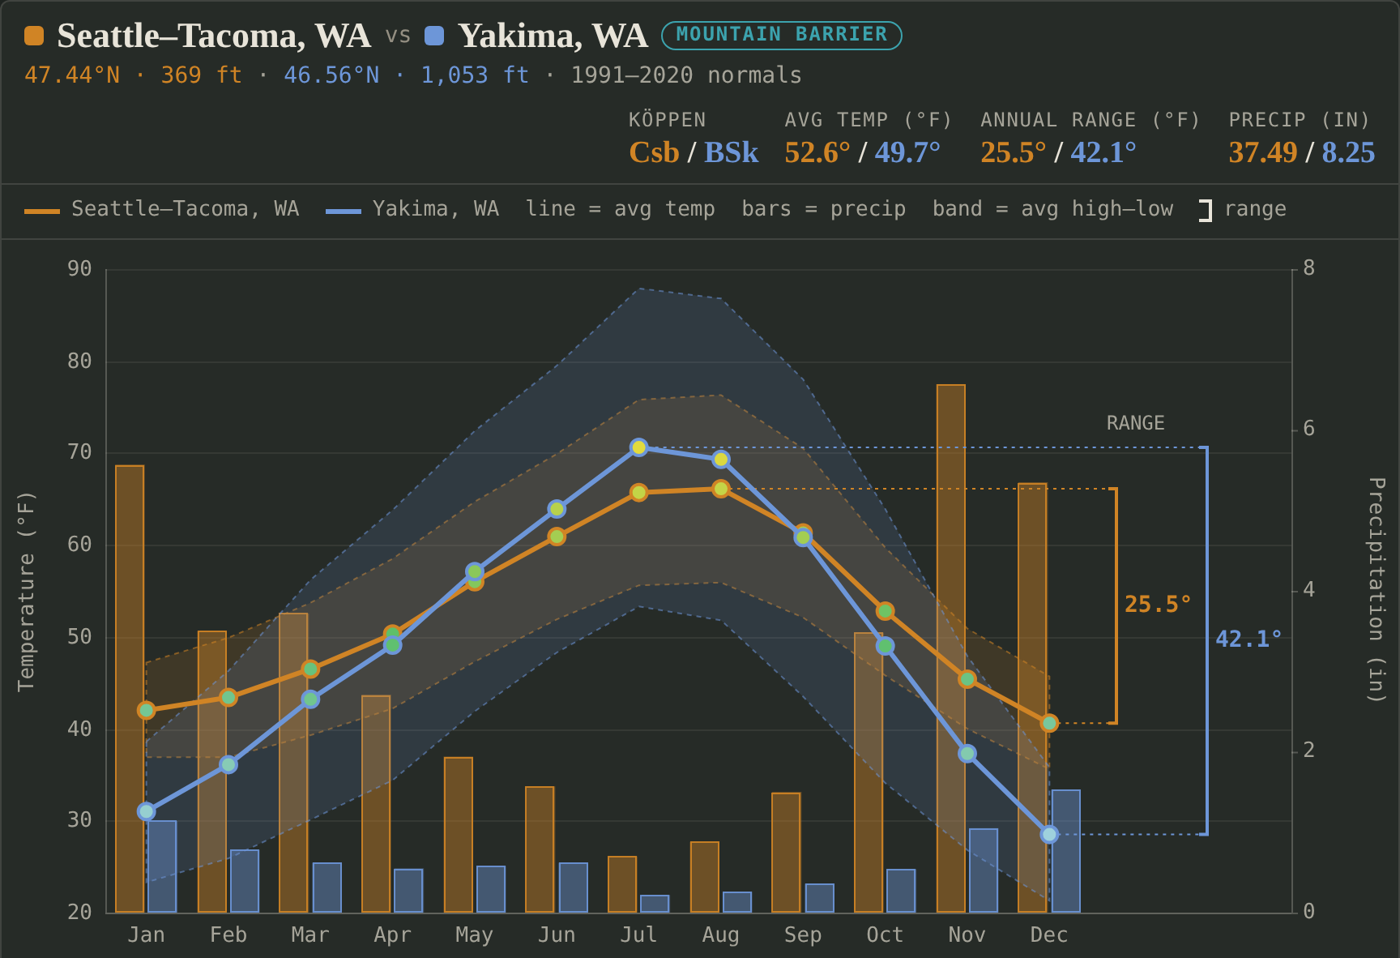 Seattle–Tacoma, WA vs Yakima, WA MOUNTAIN BARRIER
47.44°N · 369 ft · 46.56°N · 1,053 ft · 1991–2020 normals
KÖPPEN AVG TEMP (°F) ANNUAL RANGE (°F) PRECIP (IN)
Csb / BSk 52.6° / 49.7° 25.5° / 42.1° 37.49 / 8.25
Seattle–Tacoma, WA Yakima, WA line = avg temp bars = precip band = avg high–low range
90 8
80
RANGE
70 6
60
25.5°
4
50
42.1°
40
2
30
20 0
Temperature (°F)
Precipitation (in)
Jan Feb Mar Apr May Jun Jul Aug Sep Oct Nov Dec